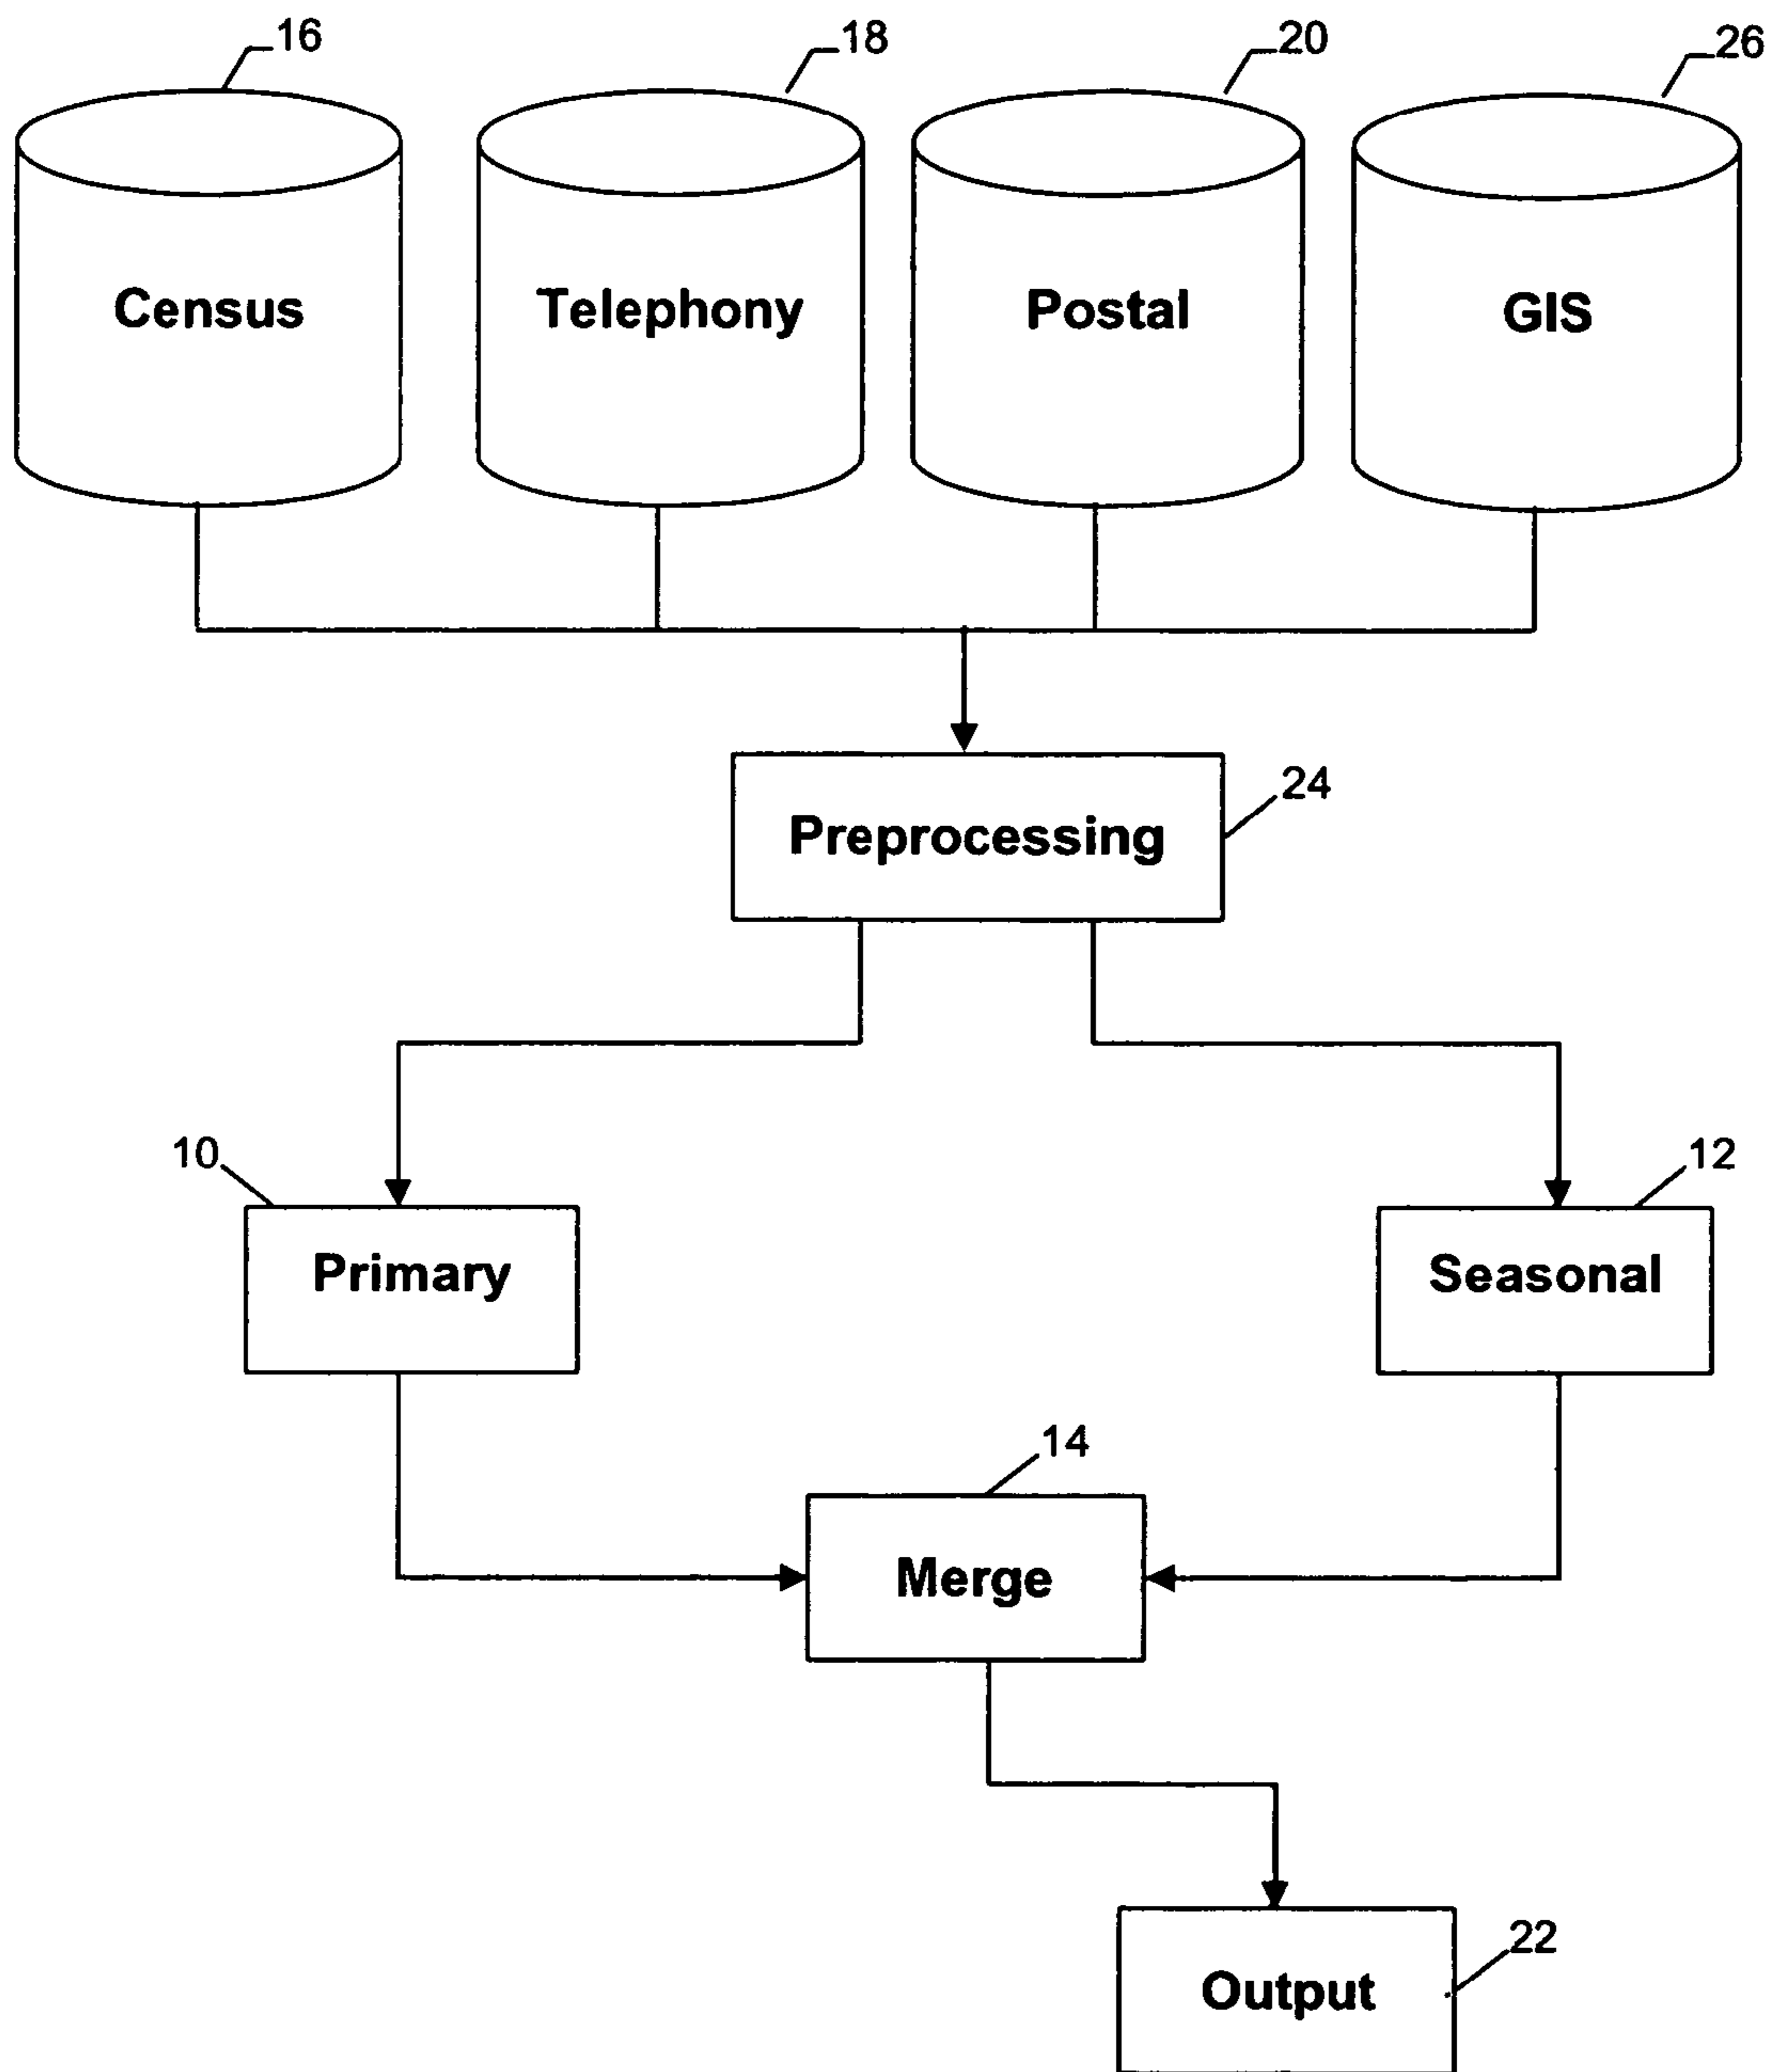 16
18
20
26
Census
Telephony
Postal
GIS
24
Preprocessing
10
12
Primary
Seasonal
14
Merge
22
Output